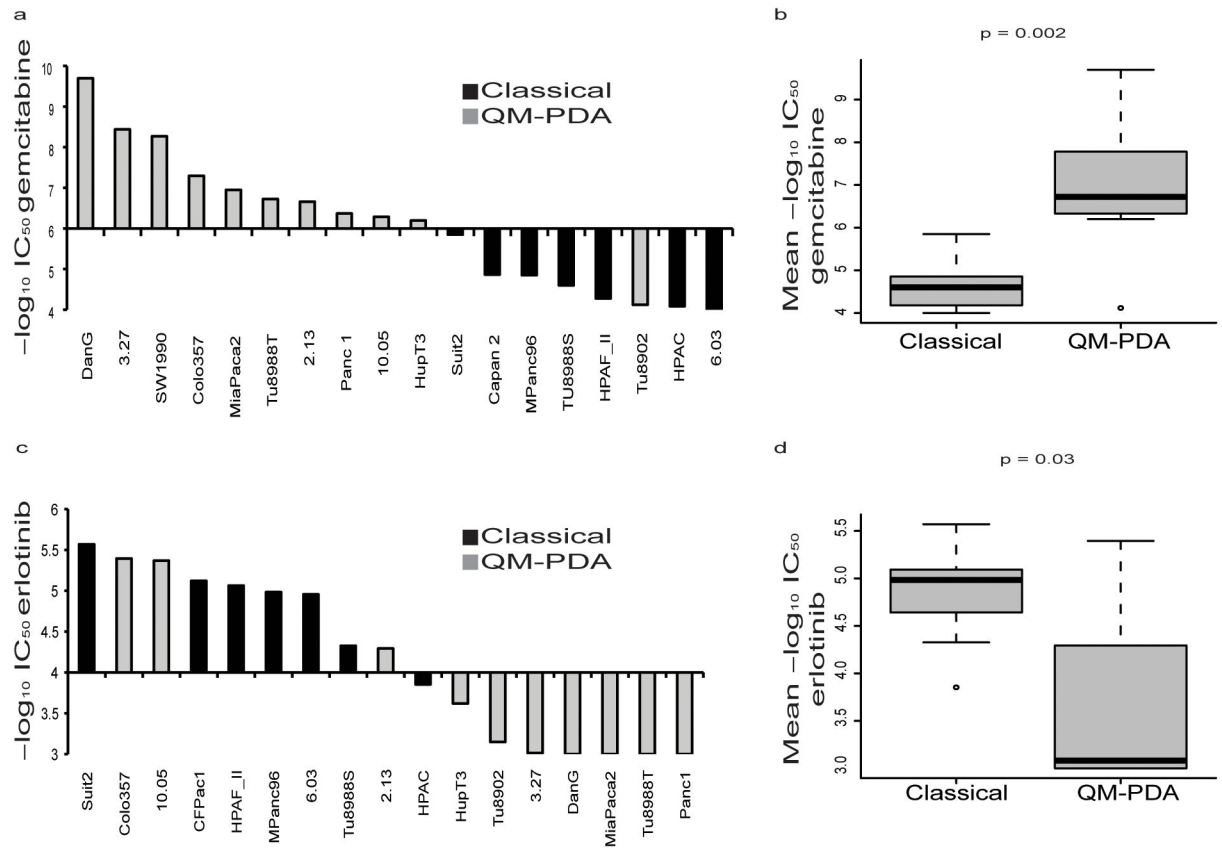 a
−log10 IC50 gemcitabine
10
9
8
7
6
5
4
Classical
QM-PDA
DanG
3.27
SW1990
Colo357
MiaPaca2
Tu8988T
2.13
Panc 1
10.05
HupT3
Suit2
Capan 2
MPanc96
TU8988S
HPAF_II
Tu8902
HPAC
6.03
b
p = 0.002
Mean −log10 IC50
gemcitabine
9
8
7
6
5
4
Classical
QM-PDA
c
−log10 IC50 erlotinib
6
5.5
5
4.5
4
3.5
3
Classical
QM-PDA
Suit2
Colo357
10.05
CFPac1
HPAF_II
MPanc96
6.03
Tu8988S
2.13
HPAC
HupT3
Tu8902
3.27
DanG
MiaPaca2
Tu8988T
Panc1
d
p = 0.03
Mean −log10 IC50
erlotinib
5.5
5.0
4.5
4.0
3.5
3.0
Classical
QM-PDA